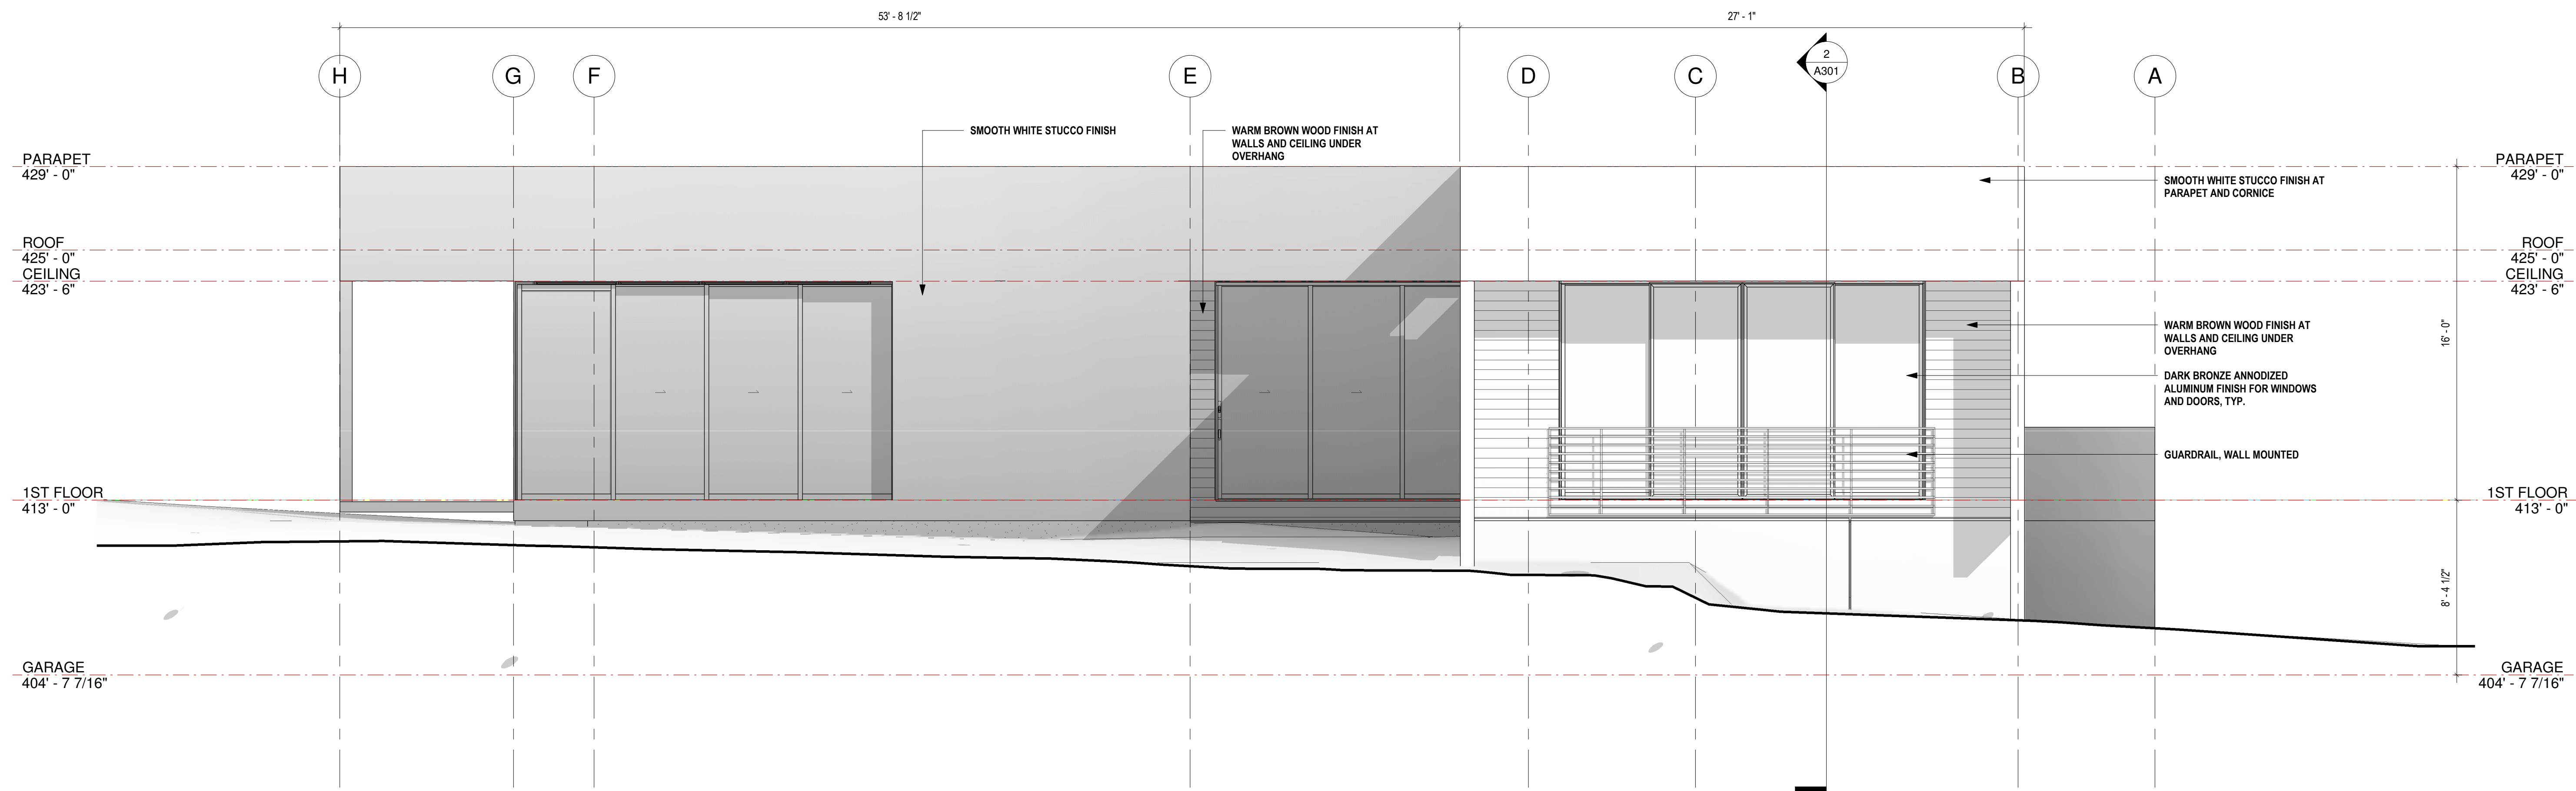 53' - 8 1/2"
27' - 1"
H
G
F
E
D
C
2
A301
B
A
SMOOTH WHITE STUCCO FINISH
WARM BROWN WOOD FINISH AT
WALLS AND CEILING UNDER
OVERHANG
PARAPET
429' - 0"
ROOF
425' - 0"
CEILING
423' - 6"
1ST FLOOR
413' - 0"
GARAGE
404' - 7 7/16"
SMOOTH WHITE STUCCO FINISH AT
PARAPET AND CORNICE
WARM BROWN WOOD FINISH AT
WALLS AND CEILING UNDER
OVERHANG
DARK BRONZE ANNODIZED
ALUMINUM FINISH FOR WINDOWS
AND DOORS, TYP.
GUARDRAIL, WALL MOUNTED
16' - 0"
8' - 4 1/2"
PARAPET
429' - 0"
ROOF
425' - 0"
CEILING
423' - 6"
1ST FLOOR
413' - 0"
GARAGE
404' - 7 7/16"